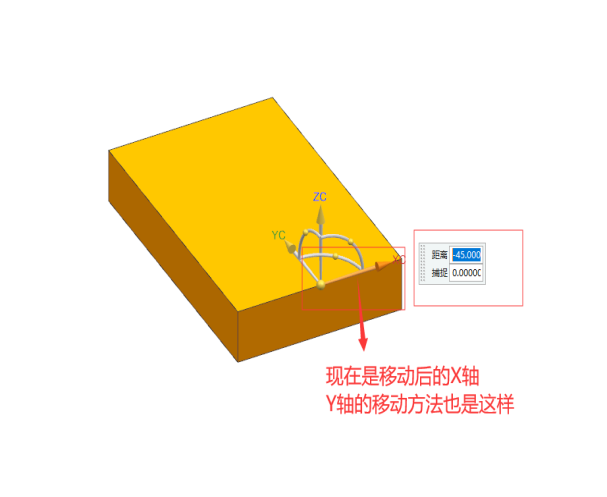 ZC
YC
XC
距离 -45.000
捕捉 0.00000
现在是移动后的X轴
Y轴的移动方法也是这样